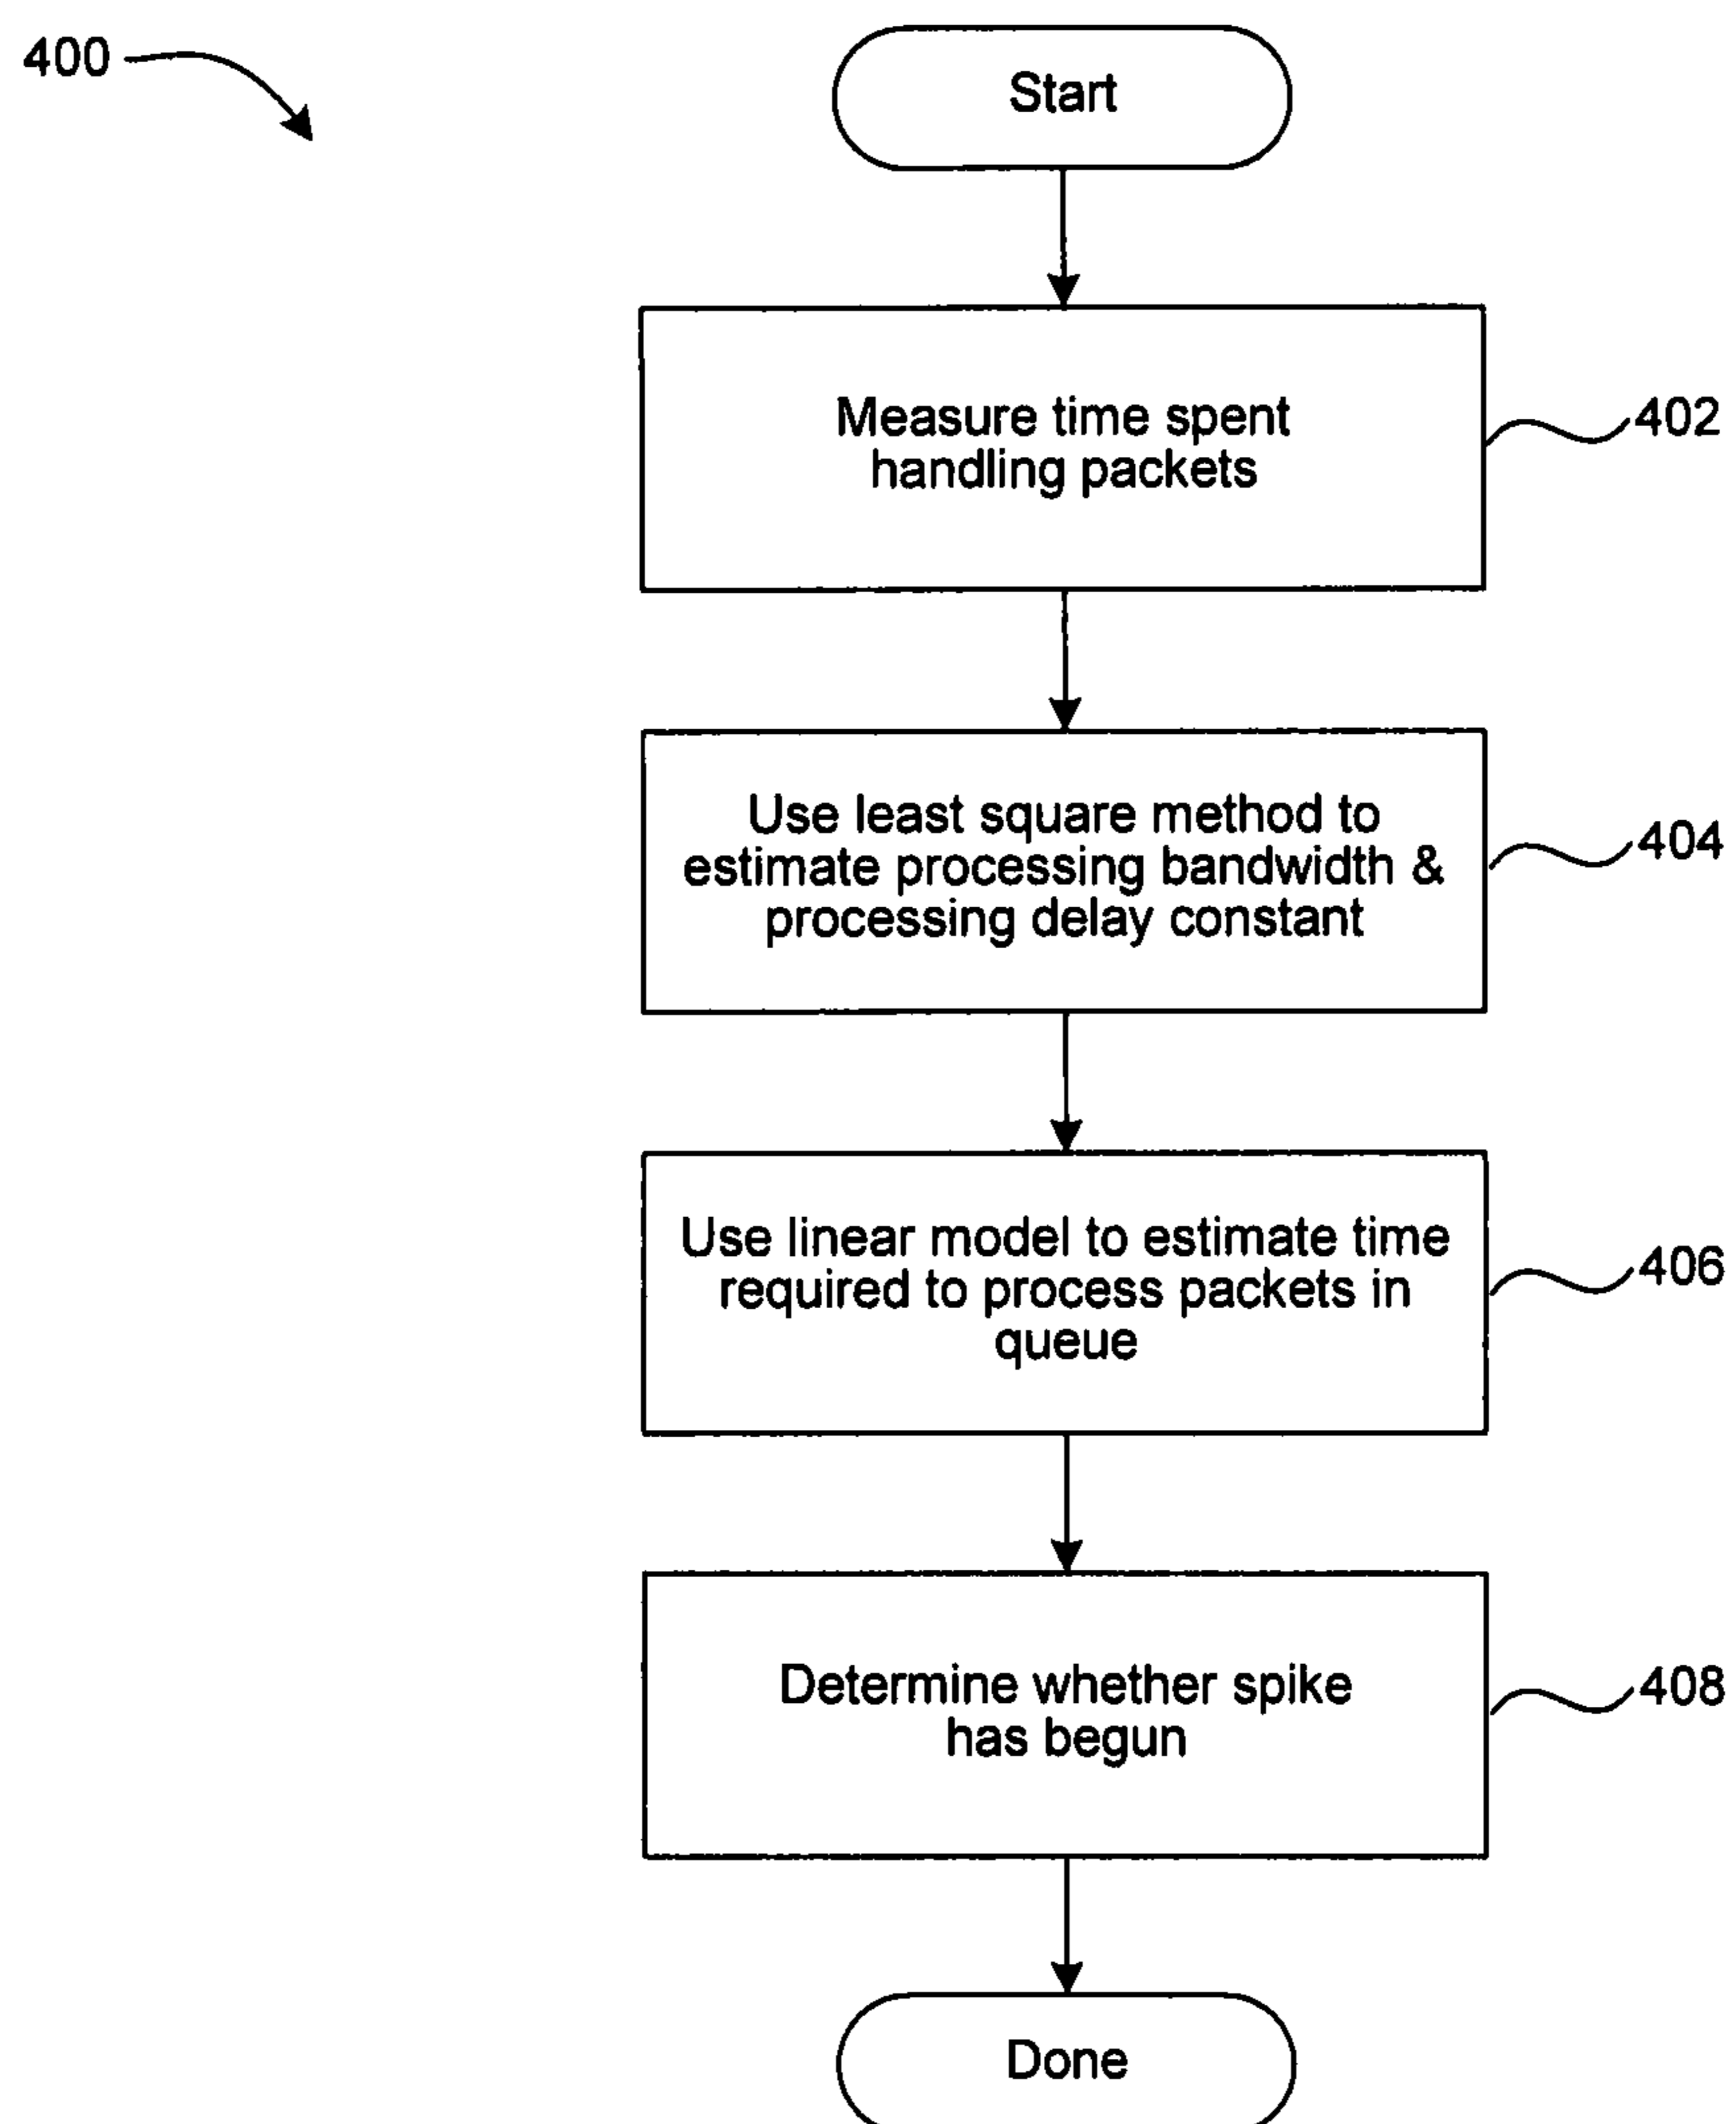 400
Start
Measure time spent
handling packets
402
Use least square method to
estimate processing bandwidth &
processing delay constant
404
Use linear model to estimate time
required to process packets in
queue
406
Determine whether spike
has begun
408
Done